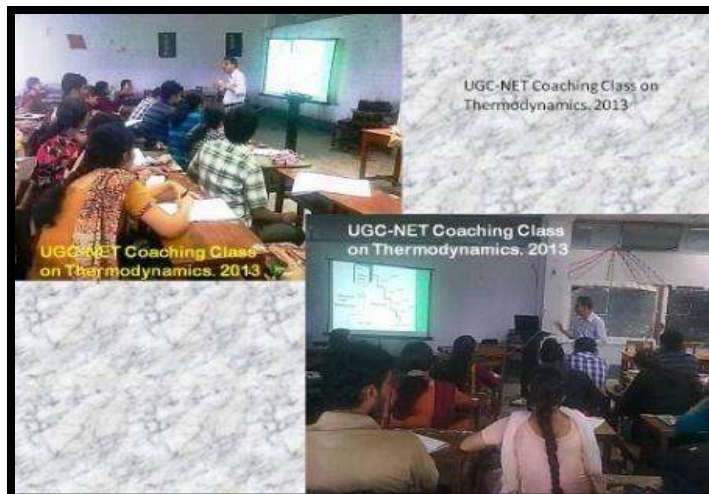 UGC-NET Coaching Class on
Thermodynamics. 2013
UGC-NET Coaching Class
on Thermodynamics. 2013
UGC-NET Coaching Class
on Thermodynamics. 2013